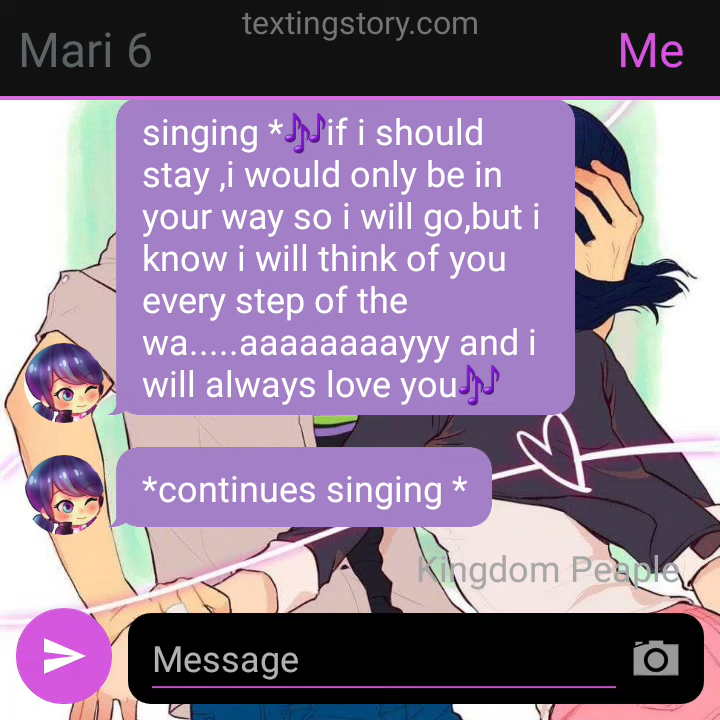 textingstory.com
Mari 6
Me
singing *🎶if i should
stay ,i would only be in
your way so i will go,but i
know i will think of you
every step of the
wa.....aaaaaaaayyy and i
will always love you🎶
*continues singing *
Kingdom Peaple
Message